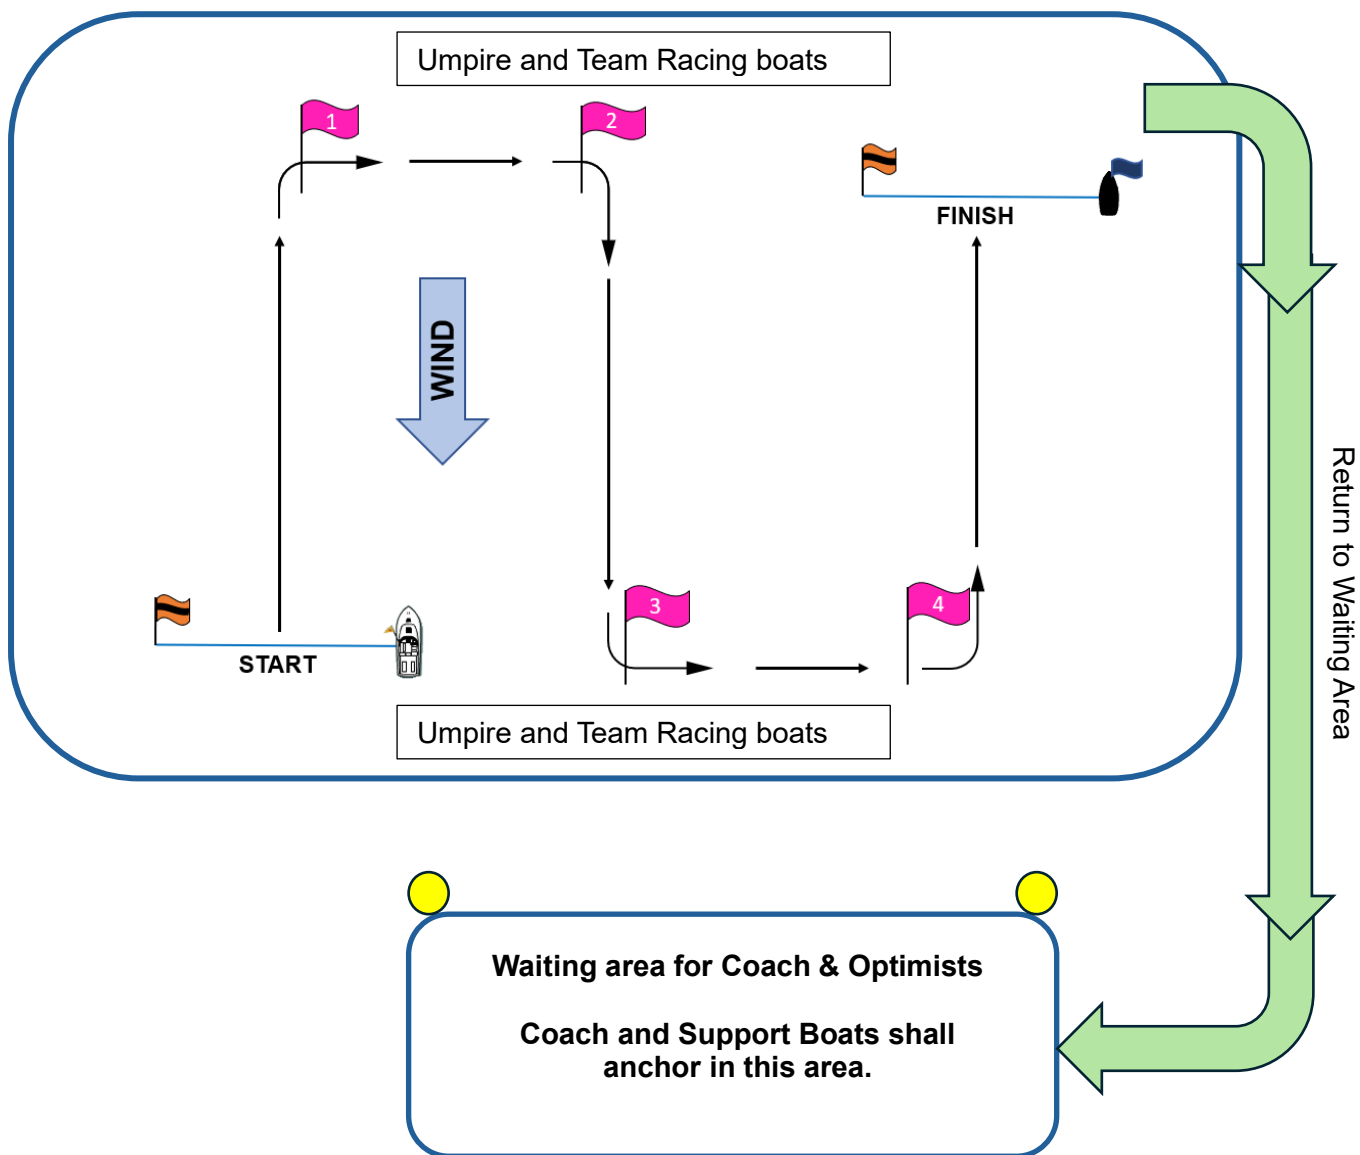 Umpire and Team Racing boats
1
2
FINISH
WIND
3
4
START
Umpire and Team Racing boats
Return to Waiting Area
Waiting area for Coach & Optimists
Coach and Support Boats shall
anchor in this area.